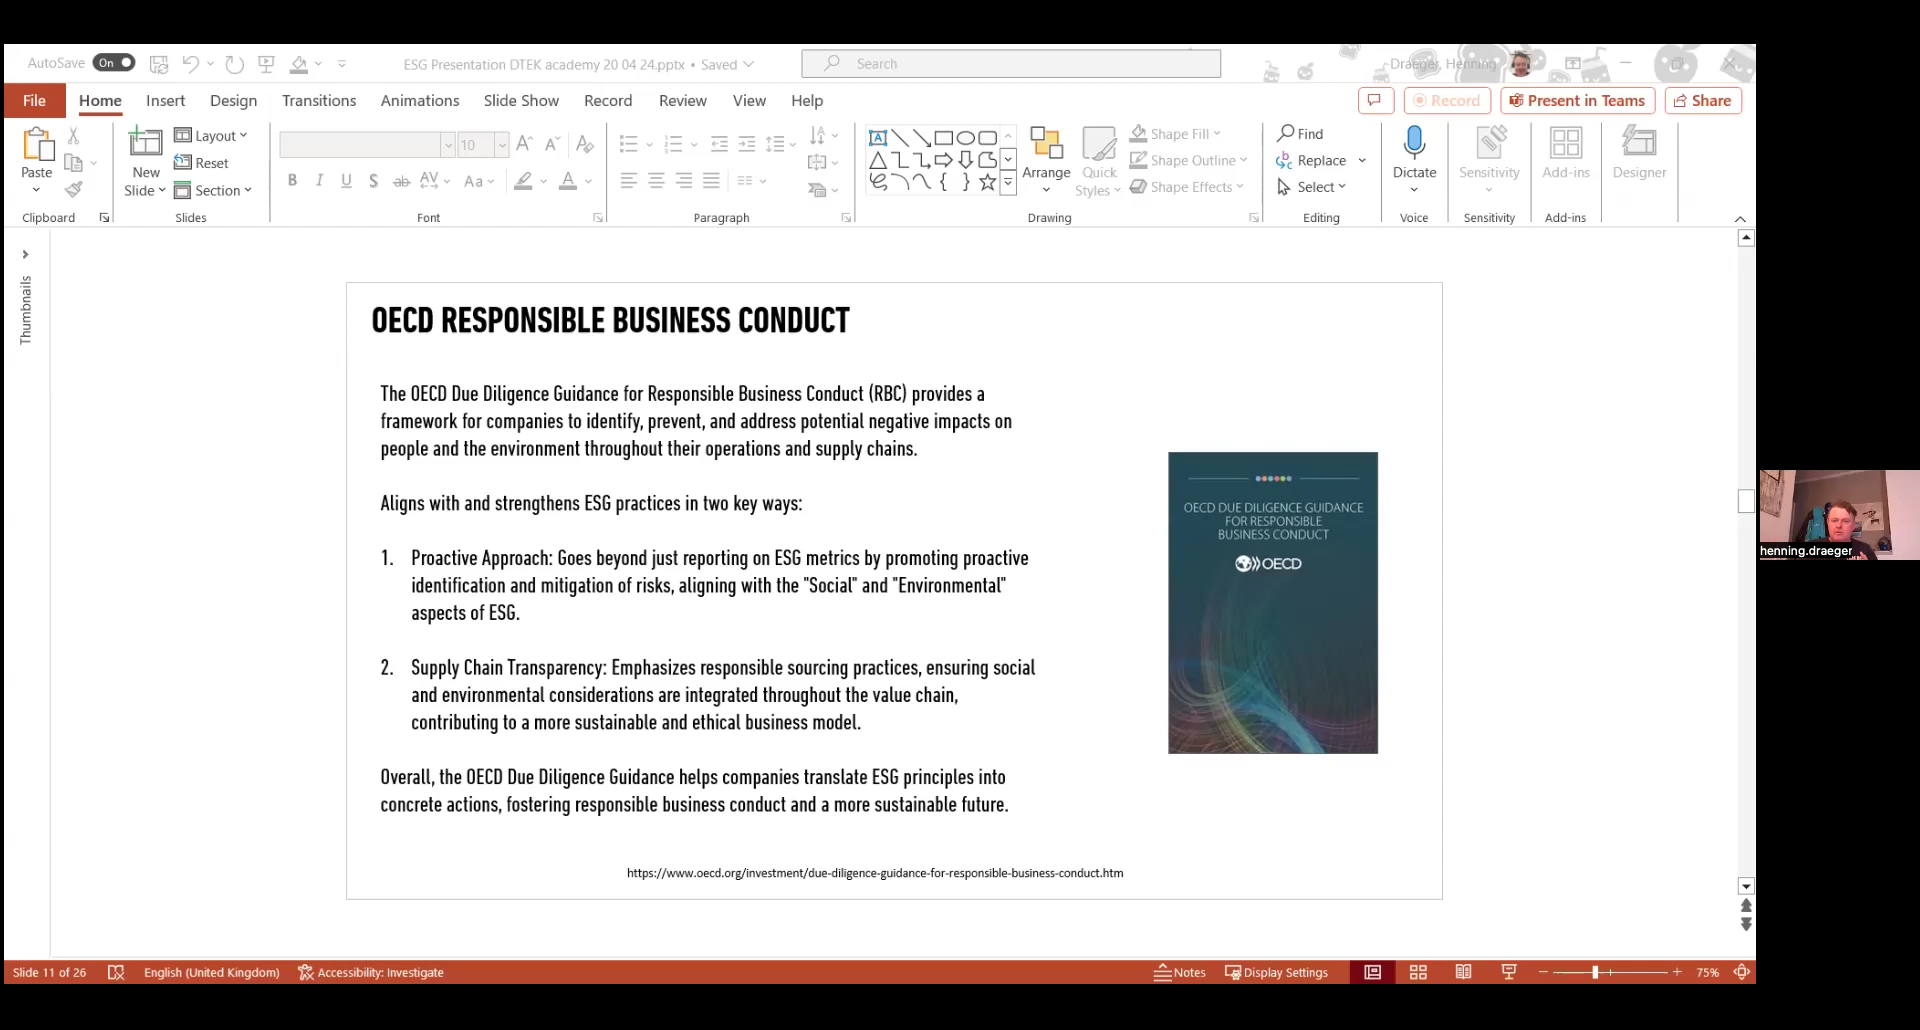 AutoSave On ESG Presentation DTEK academy 20 04 24.pptx • Saved Search Draeger, Henning
File Home Insert Design Transitions Animations Slide Show Record Review View Help Record Present in Teams Share
Paste
New Slide
Layout
Reset
Section
10
B I U S ab AV Aa A
Arrange
Quick Styles
Shape Fill
Shape Outline
Shape Effects
Find
Replace
Select
Dictate
Sensitivity
Add-ins
Designer
Clipboard Slides Font Paragraph Drawing Editing Voice Sensitivity Add-ins
Thumbnails
OECD RESPONSIBLE BUSINESS CONDUCT
The OECD Due Diligence Guidance for Responsible Business Conduct (RBC) provides a
framework for companies to identify, prevent, and address potential negative impacts on
people and the environment throughout their operations and supply chains.
Aligns with and strengthens ESG practices in two key ways:
1. Proactive Approach: Goes beyond just reporting on ESG metrics by promoting proactive
identification and mitigation of risks, aligning with the "Social" and "Environmental"
aspects of ESG.
2. Supply Chain Transparency: Emphasizes responsible sourcing practices, ensuring social
and environmental considerations are integrated throughout the value chain,
contributing to a more sustainable and ethical business model.
Overall, the OECD Due Diligence Guidance helps companies translate ESG principles into
concrete actions, fostering responsible business conduct and a more sustainable future.
OECD DUE DILIGENCE GUIDANCE
FOR RESPONSIBLE
BUSINESS CONDUCT
OECD
https://www.oecd.org/investment/due-diligence-guidance-for-responsible-business-conduct.htm
henning.draeger
Slide 11 of 26 English (United Kingdom) Accessibility: Investigate Notes Display Settings 75%